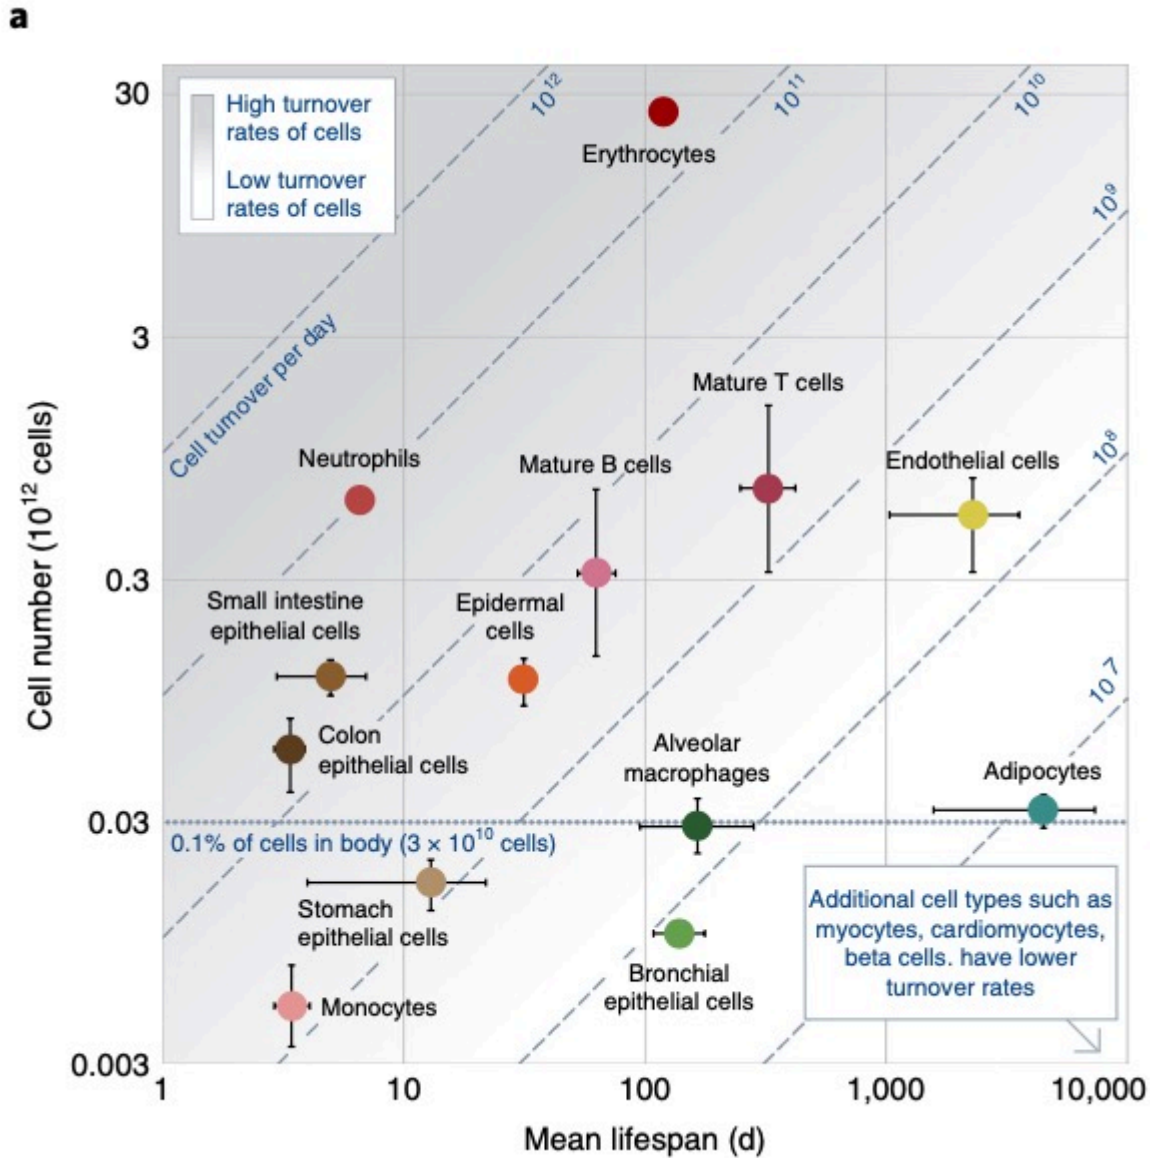 a
High turnover
rates of cells
Low turnover
rates of cells
10¹²
10¹¹
10¹⁰
10⁹
10⁸
10⁷
Cell turnover per day
Erythrocytes
Mature T cells
Neutrophils
Mature B cells
Endothelial cells
Small intestine
epithelial cells
Epidermal
cells
Colon
epithelial cells
Alveolar
macrophages
Adipocytes
0.1% of cells in body (3 × 10¹⁰ cells)
Stomach
epithelial cells
Bronchial
epithelial cells
Monocytes
Additional cell types such as
myocytes, cardiomyocytes,
beta cells. have lower
turnover rates
30
3
0.3
0.03
0.003
Cell number (10¹² cells)
1
10
100
1,000
10,000
Mean lifespan (d)